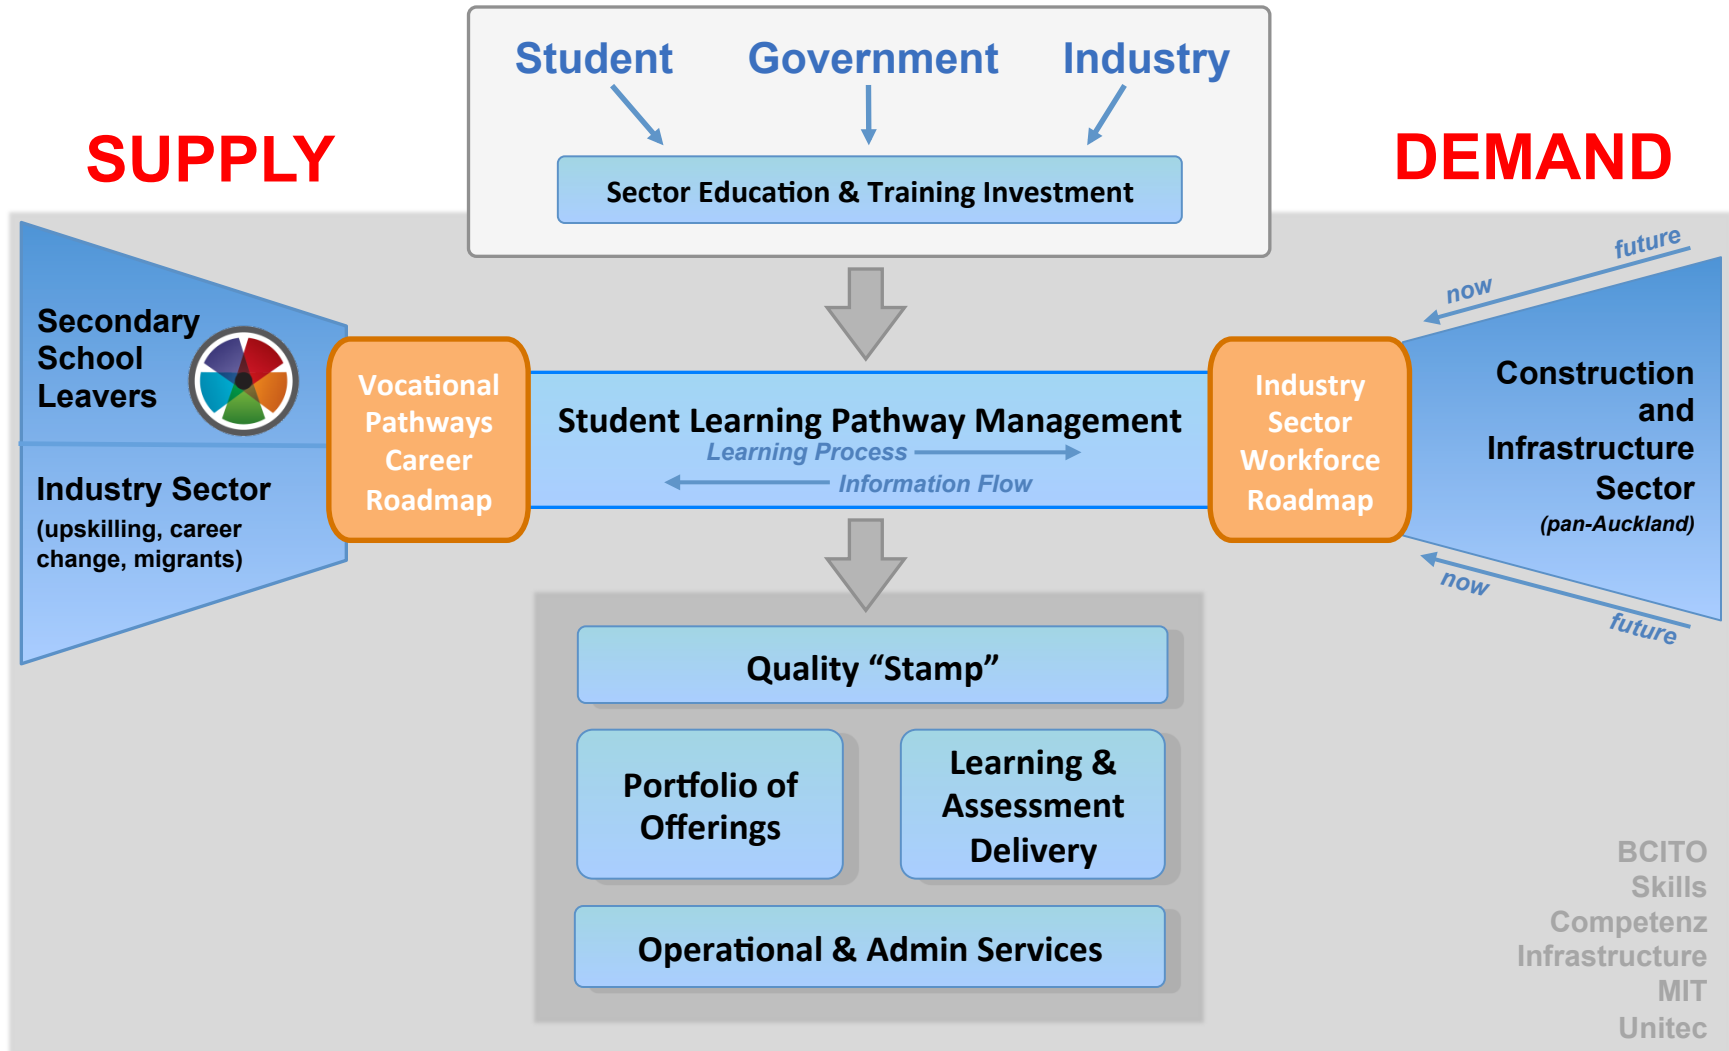 Student
Government
Industry
SUPPLY
DEMAND
Sector Education & Training Investment
future
now
Secondary
School
Leavers
Industry Sector
(upskilling, career
change, migrants)
Vocational
Pathways
Career
Roadmap
Student Learning Pathway Management
Learning Process
Information Flow
Industry
Sector
Workforce
Roadmap
Construction
and
Infrastructure
Sector
(pan-Auckland)
now
future
Quality “Stamp”
Portfolio of
Offerings
Learning &
Assessment
Delivery
Operational & Admin Services
BCITO
Skills
Competenz
Infrastructure
MIT
Unitec